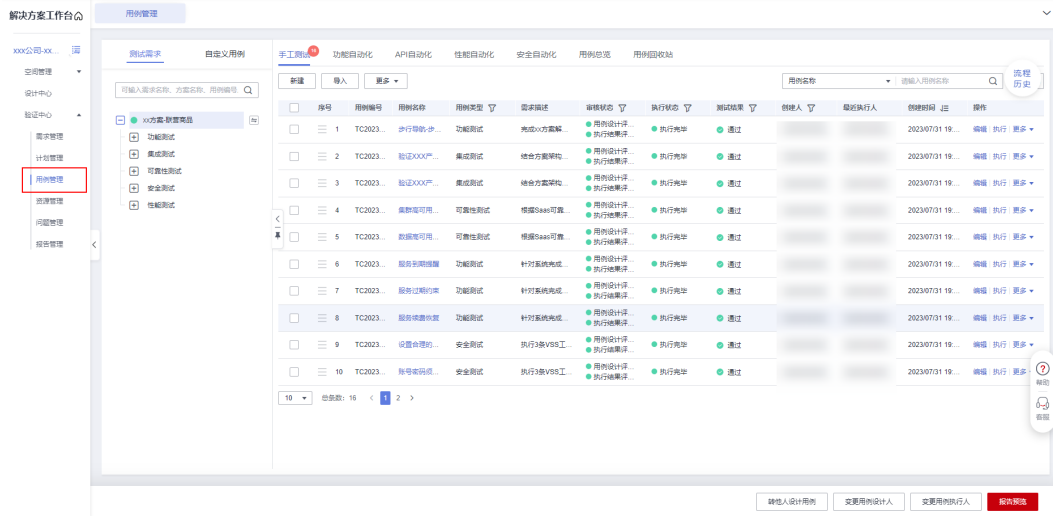 解决方案工作台
用例管理
xxx公司-xx...
空间管理
设计中心
验证中心
需求管理
计划管理
用例管理
资源管理
问题管理
报告管理
测试需求
自定义用例
可输入需求名称、方案名称、用例编号
xx方案-联营商品
功能测试
集成测试
可靠性测试
安全测试
性能测试
手工测试 16 功能自动化 API自动化 性能自动化 安全自动化 用例总览 用例回收站
新建 导入 更多 用例名称 请输入用例名称
流程
历史
序号 用例编号 用例名称 用例类型 需求描述 审核状态 执行状态 测试结果 创建人 最近执行人 创建时间 操作
1 TC2023... 步行导航-步... 功能测试 完成xx方案解... 用例设计评... 执行结果评... 执行完毕 通过 2023/07/31 19:... 编辑 执行 更多
2 TC2023... 验证XXX产... 集成测试 结合方案架构... 用例设计评... 执行结果评... 执行完毕 通过 2023/07/31 19:... 编辑 执行 更多
3 TC2023... 验证XXX产... 集成测试 结合方案架构... 用例设计评... 执行结果评... 执行完毕 通过 2023/07/31 19:... 编辑 执行 更多
4 TC2023... 集群高可用... 可靠性测试 根据Saas可靠... 用例设计评... 执行结果评... 执行完毕 通过 2023/07/31 19:... 编辑 执行 更多
5 TC2023... 数据高可用... 可靠性测试 根据Saas可靠... 用例设计评... 执行结果评... 执行完毕 通过 2023/07/31 19:... 编辑 执行 更多
6 TC2023... 服务到期提醒 功能测试 针对系统完成... 用例设计评... 执行结果评... 执行完毕 通过 2023/07/31 19:... 编辑 执行 更多
7 TC2023... 服务过期约束 功能测试 针对系统完成... 用例设计评... 执行结果评... 执行完毕 通过 2023/07/31 19:... 编辑 执行 更多
8 TC2023... 服务续费恢复 功能测试 针对系统完成... 用例设计评... 执行结果评... 执行完毕 通过 2023/07/31 19:... 编辑 执行 更多
9 TC2023... 设置合理的... 安全测试 执行3条VSS工... 用例设计评... 执行结果评... 执行完毕 通过 2023/07/31 19:... 编辑 执行 更多
10 TC2023... 账号密码须... 安全测试 执行3条VSS工... 用例设计评... 执行结果评... 执行完毕 通过 2023/07/31 19:... 编辑 执行 更多
10 总条数: 16 1 2
帮助
客服
转他人设计用例 变更用例设计人 变更用例执行人 报告预览